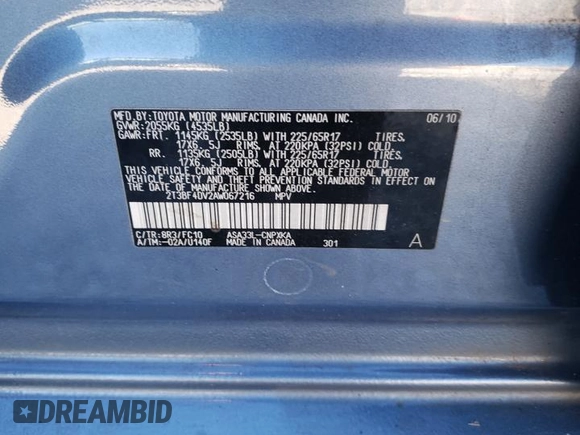 MFD.BY:TOYOTA MOTOR MANUFACTURING CANADA INC. 06/10
GVWR:2055KG (4535LB)
GAWR:FRT. 1145KG (2535LB) WITH 225/65R17 TIRES.
17X6.5J RIMS. AT 220KPA (32PSI) COLD.
RR. 1135KG (2505LB) WITH 225/65R17 TIRES.
17X6.5J RIMS. AT 220KPA (32PSI) COLD.
THIS VEHICLE CONFORMS TO ALL APPLICABLE FEDERAL MOTOR
VEHICLE SAFETY AND THEFT PREVENTION STANDARDS IN EFFECT
ON THE DATE OF MANUFACTURE SHOWN ABOVE.
2T3BF4DV2AW067216 MPV
C/TR:8R3/FC10 ASA33L-CNPXKA
A/TM:-02A/U140F MADE IN CANADA 301 A
DREAMBID